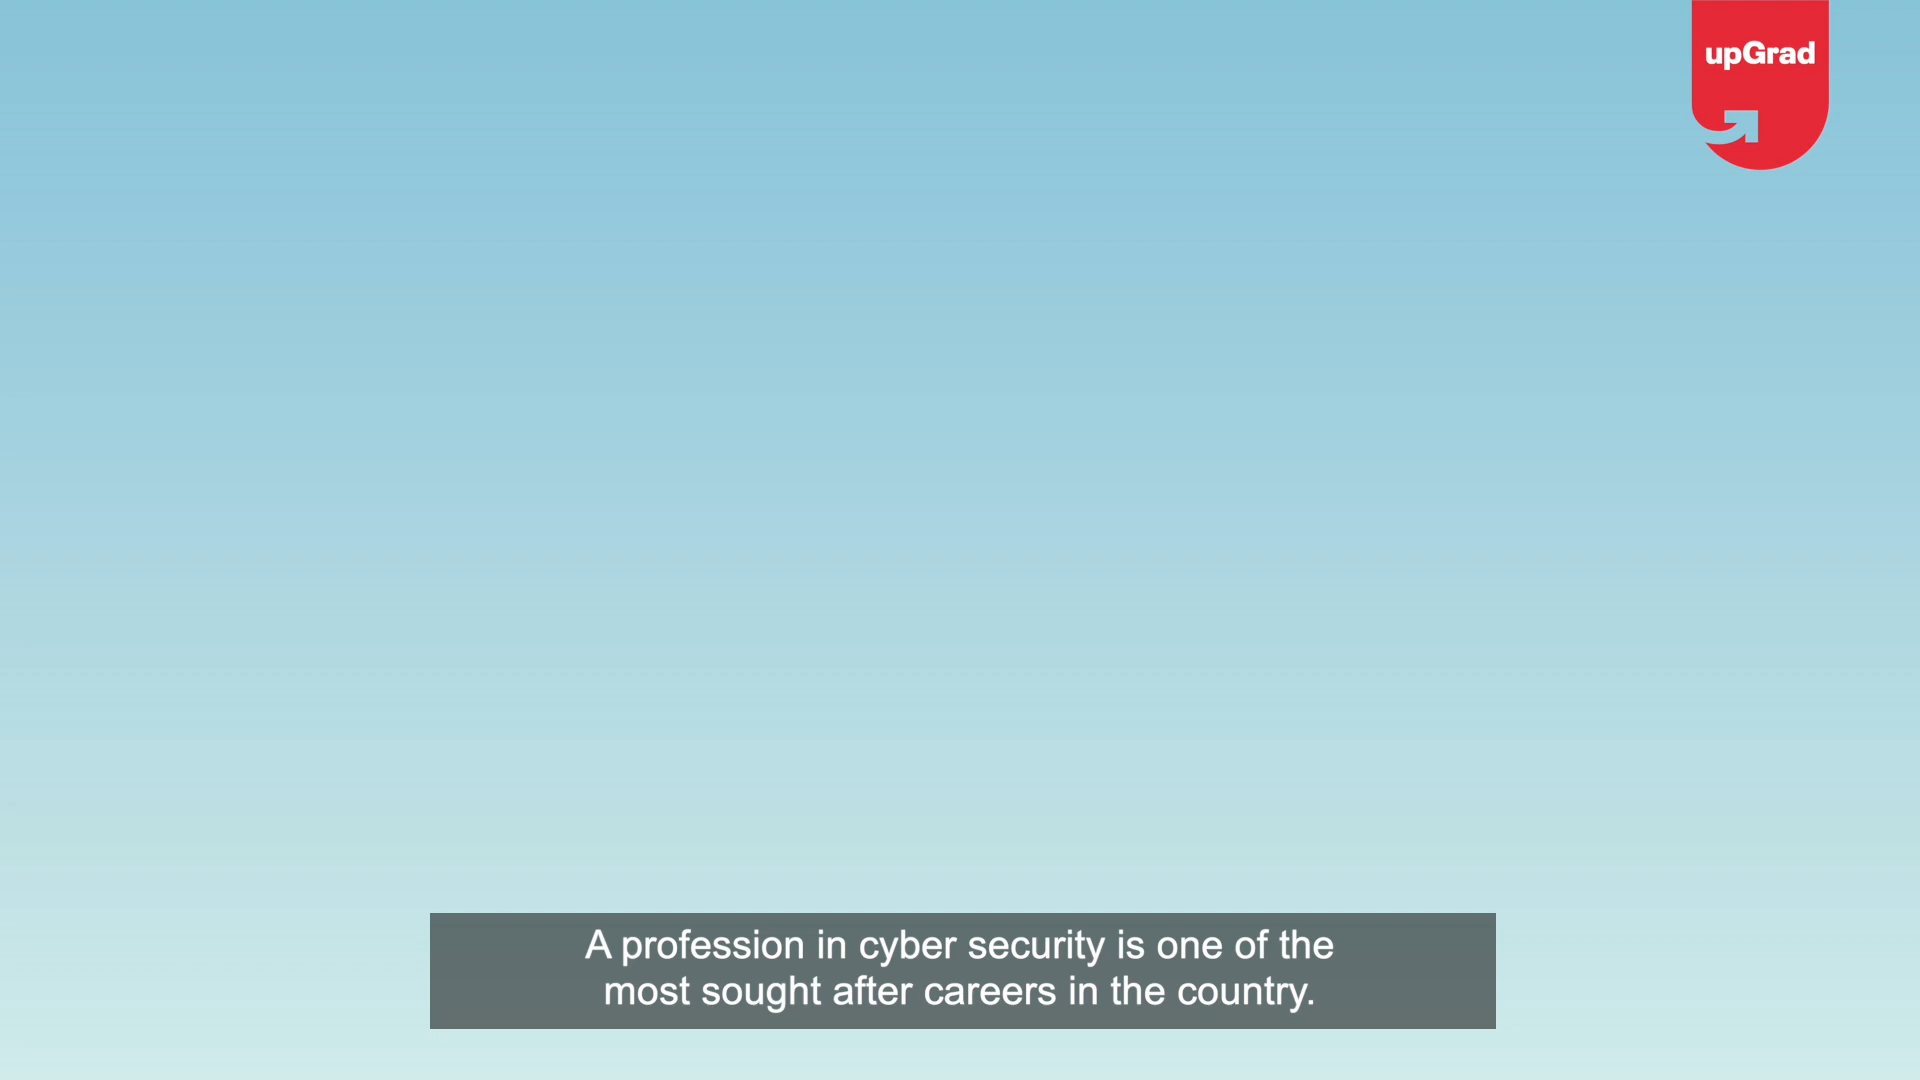 upGrad
A profession in cyber security is one of the
most sought after careers in the country.